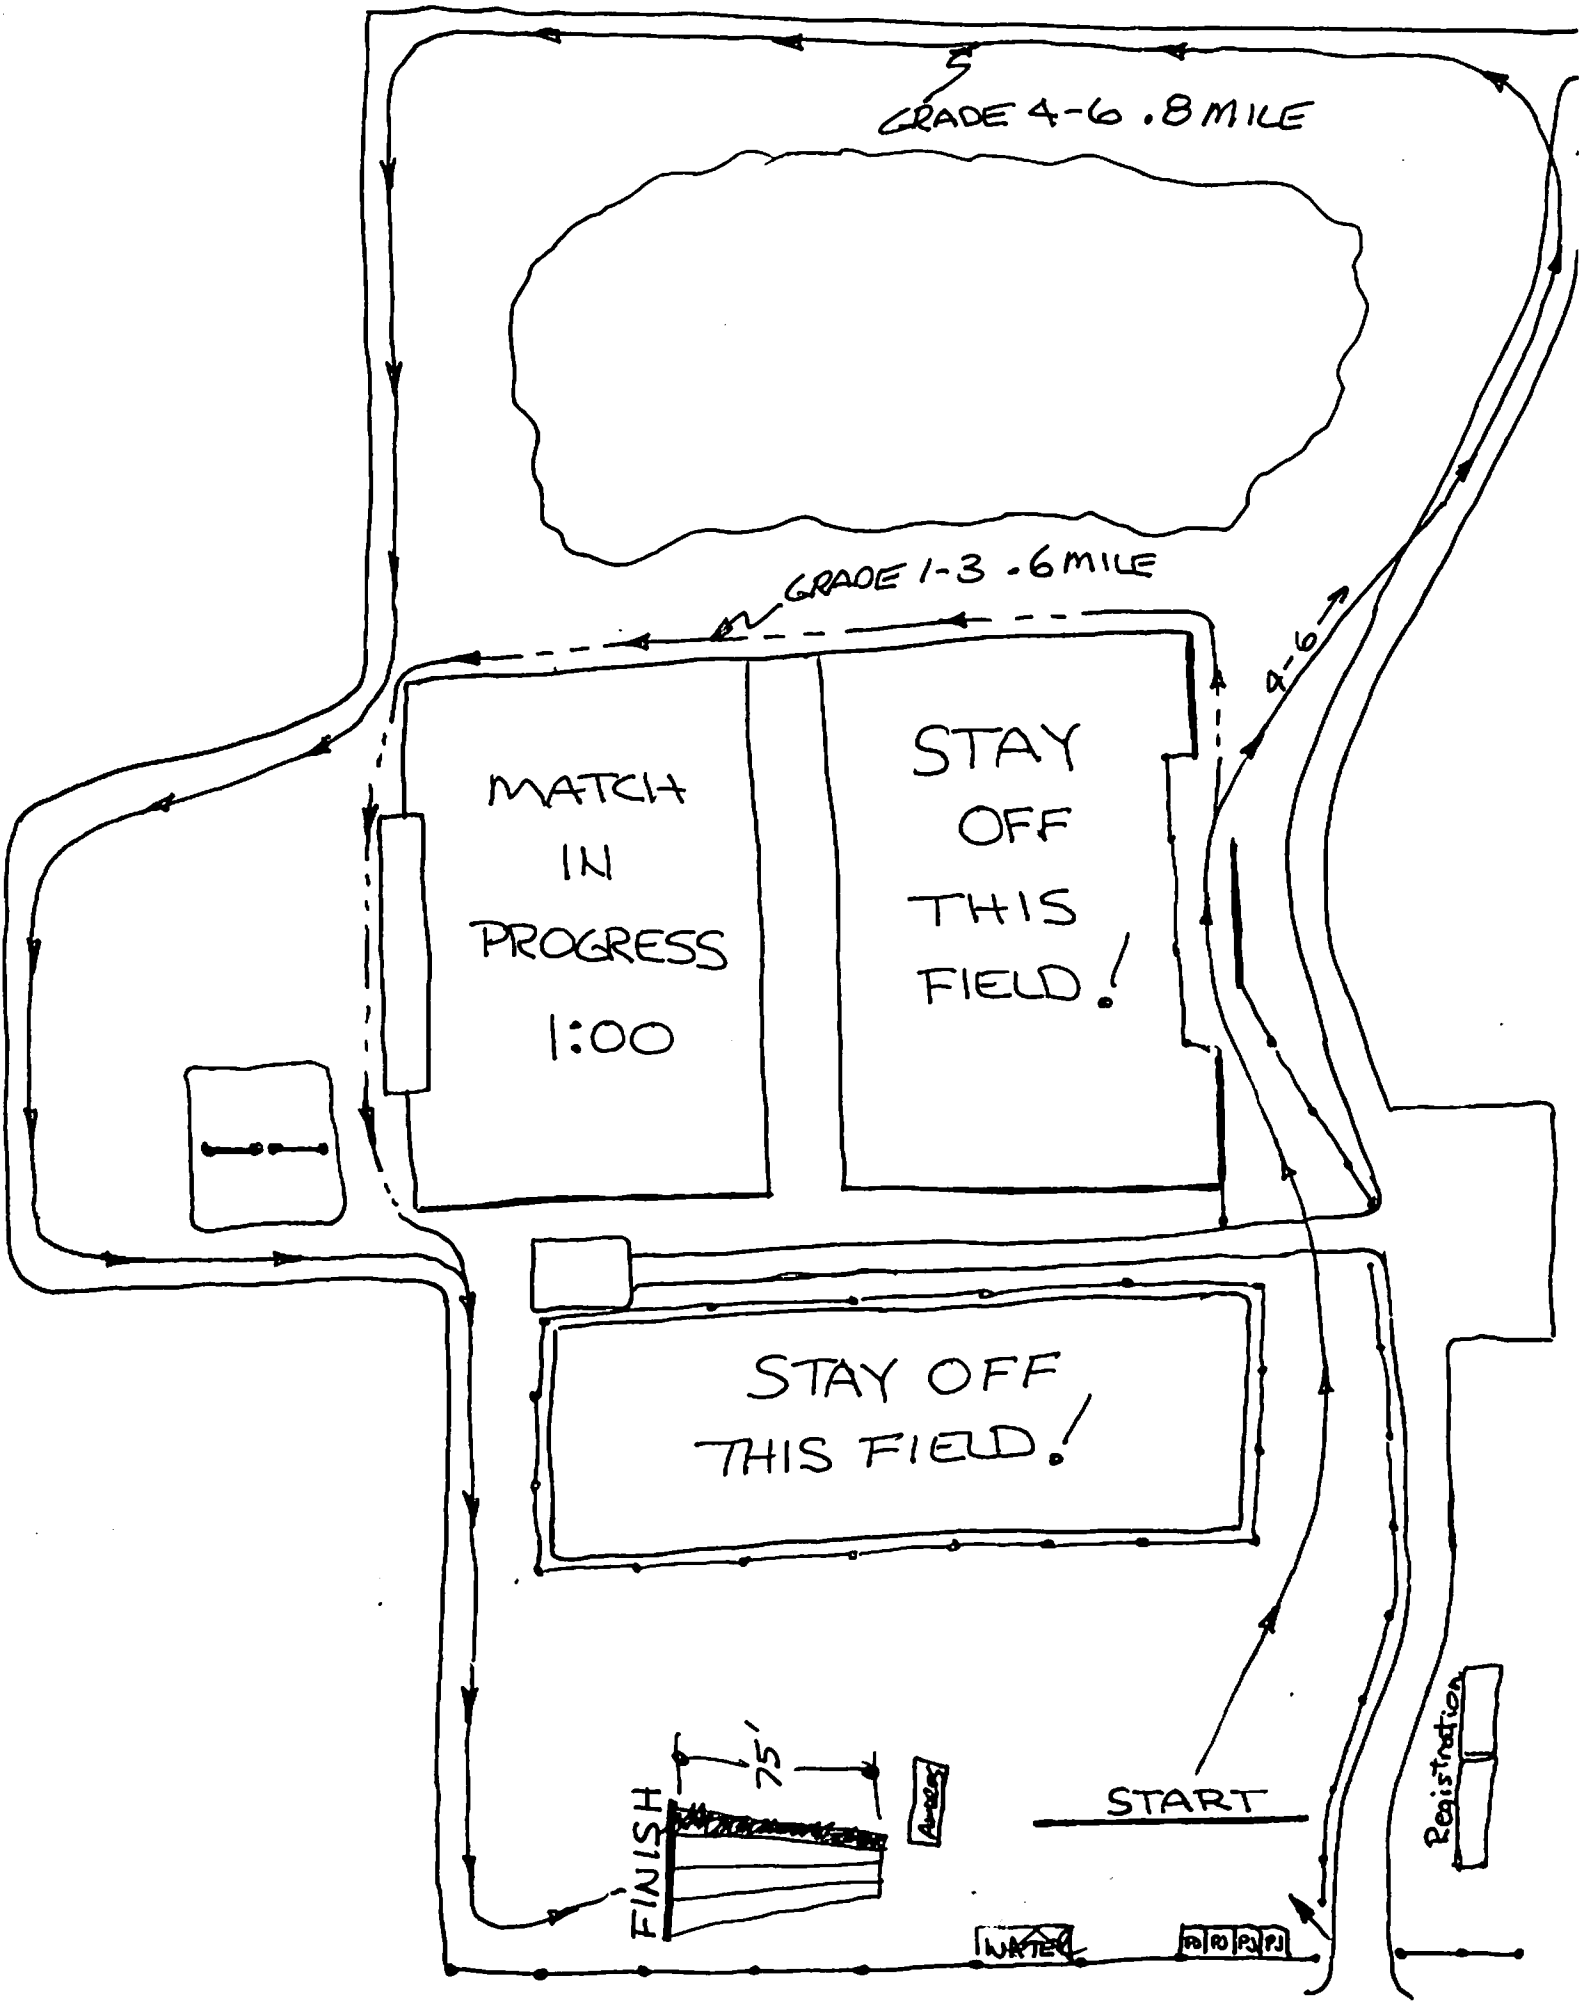 GRADE 4-6 .8 MILE
GRADE 1-3 .6 MILE
4-6
MATCH
IN
PROGRESS
1:00
STAY
OFF
THIS
FIELD!
STAY OFF
THIS FIELD!
75'
FINISH
START
Registration
WATER